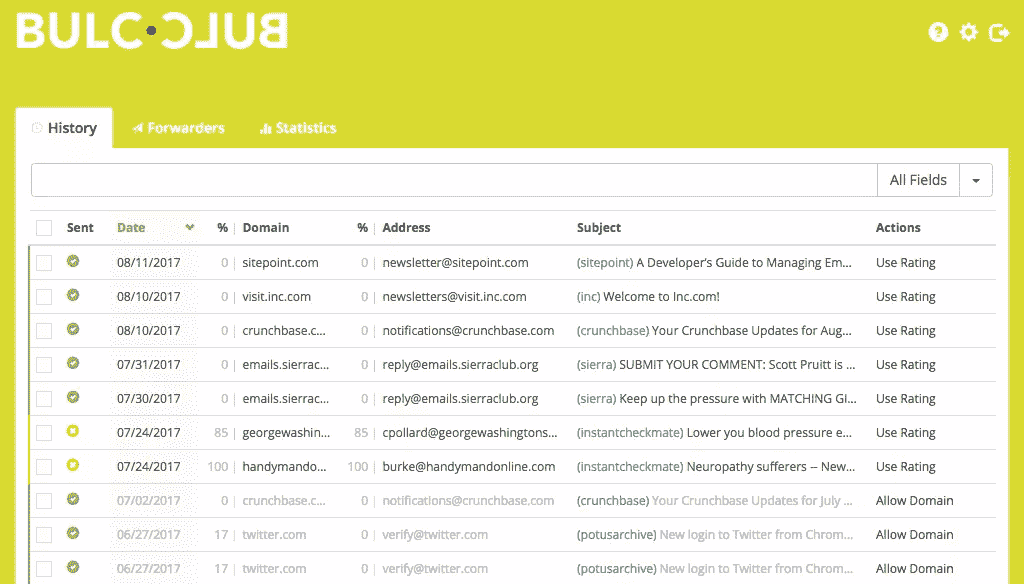 BULC•CLUB
History Forwarders Statistics
All Fields
Sent Date % Domain % Address Subject Actions
08/11/2017 0 sitepoint.com 0 newsletter@sitepoint.com (sitepoint) A Developer's Guide to Managing Em... Use Rating
08/10/2017 0 visit.inc.com 0 newsletters@visit.inc.com (inc) Welcome to Inc.com! Use Rating
08/10/2017 0 crunchbase.c... 0 notifications@crunchbase.com (crunchbase) Your Crunchbase Updates for Aug... Use Rating
07/31/2017 0 emails.sierrac... 0 reply@emails.sierraclub.org (sierra) SUBMIT YOUR COMMENT: Scott Pruitt is ... Use Rating
07/30/2017 0 emails.sierrac... 0 reply@emails.sierraclub.org (sierra) Keep up the pressure with MATCHING GI... Use Rating
07/24/2017 85 georgewashin... 85 cpollard@georgewashingtons... (instantcheckmate) Lower you blood pressure e... Use Rating
07/24/2017 100 handymando... 100 burke@handymandonline.com (instantcheckmate) Neuropathy sufferers – New... Use Rating
07/02/2017 0 crunchbase.c... 0 notifications@crunchbase.com (crunchbase) Your Crunchbase Updates for July ... Allow Domain
06/27/2017 17 twitter.com 0 verify@twitter.com (potusarchive) New login to Twitter from Chrom... Allow Domain
06/27/2017 17 twitter.com 0 verify@twitter.com (potusarchive) New login to Twitter from Chrom... Allow Domain